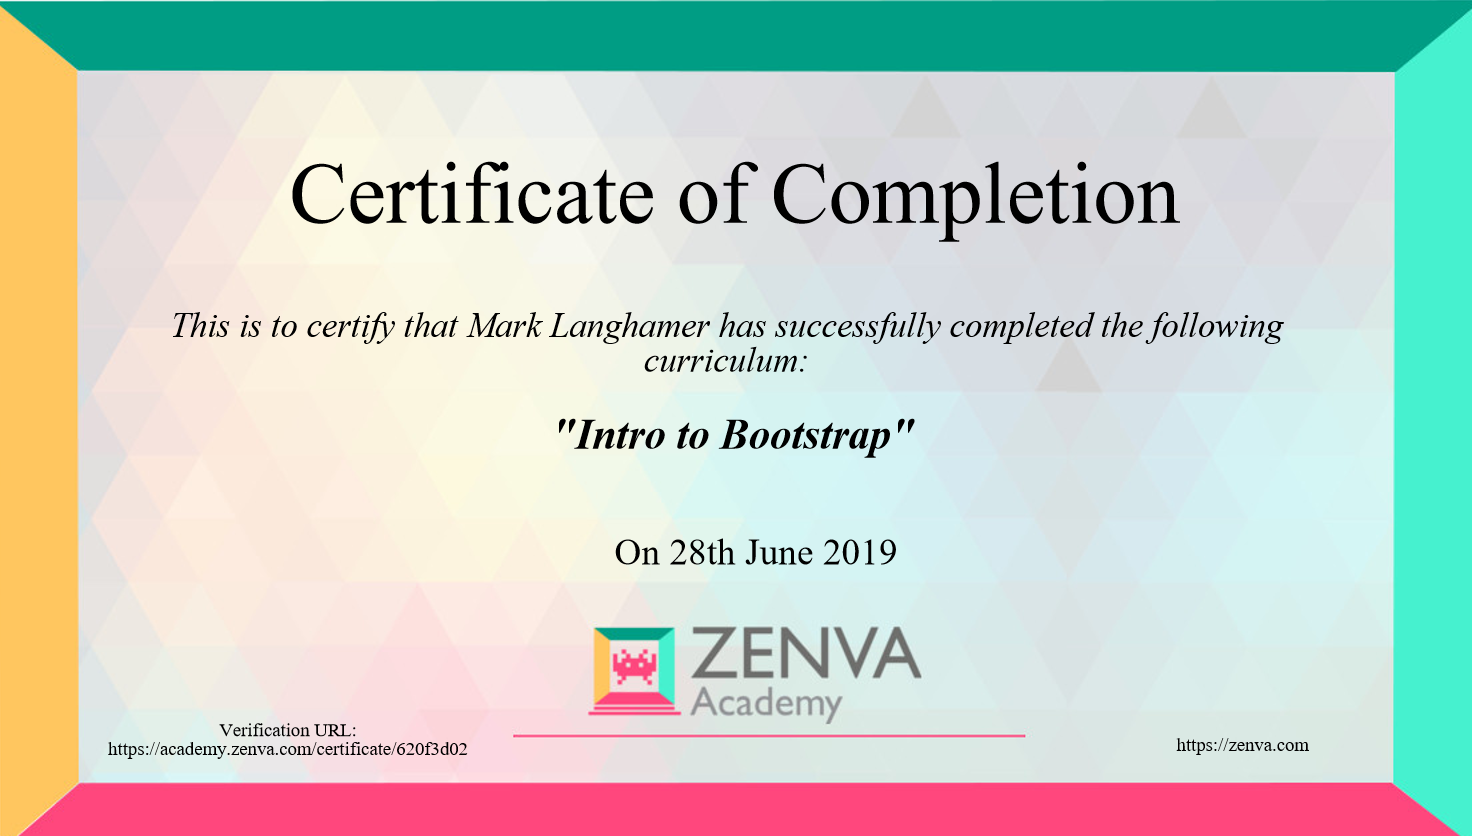 Certificate of Completion
This is to certify that Mark Langhamer has successfully completed the following
curriculum:
"Intro to Bootstrap"
On 28th June 2019
ZENVA
Academy
Verification URL:
https://academy.zenva.com/certificate/620f3d02
https://zenva.com